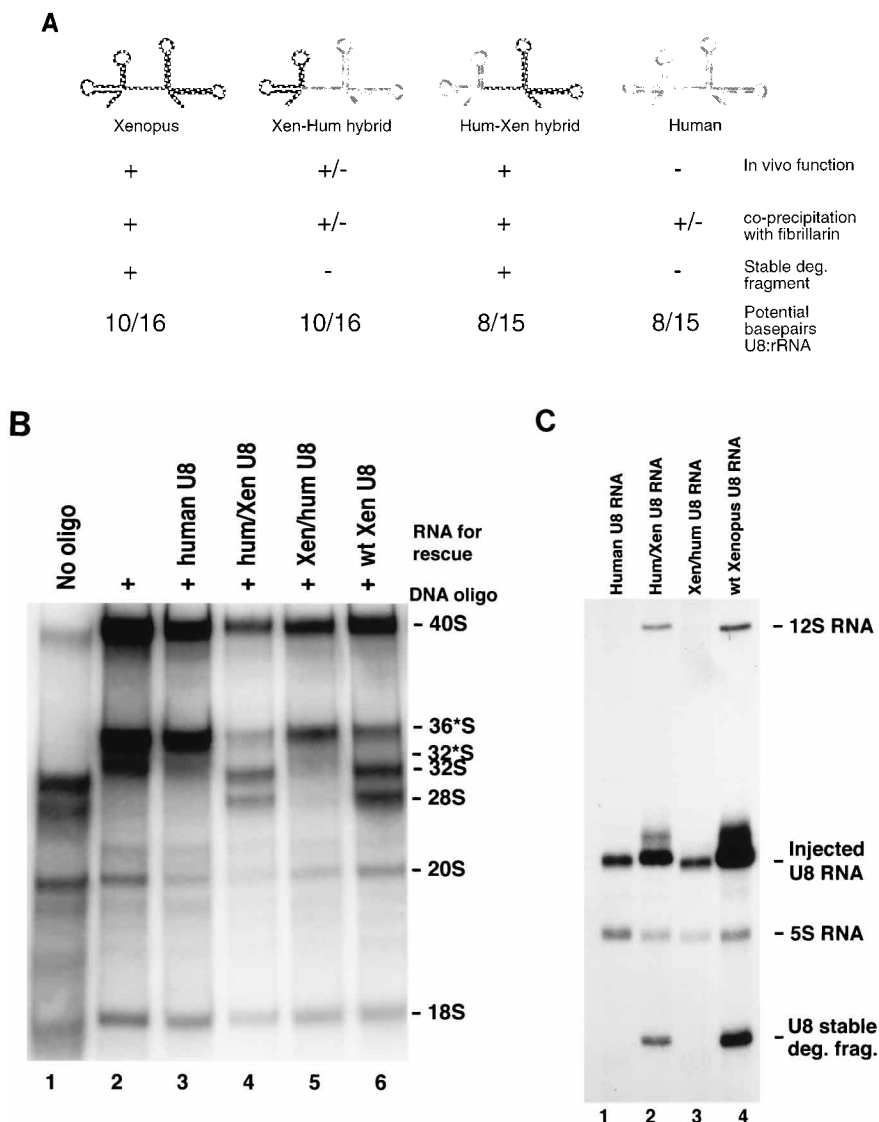 A
Xenopus Xen-Hum hybrid Hum-Xen hybrid Human
+ +/- + - In vivo function
+ +/- + +/- co-precipitation
with fibrillarin
+ - + - Stable deg.
fragment
10/16 10/16 8/15 8/15 Potential
basepairs
U8:rRNA
B
No oligo
human U8
hum/Xen U8
Xen/hum U8
wt Xen U8
RNA for
rescue
+ + + + + DNA oligo
- 40S
- 36*S
- 32*S
- 32S
- 28S
- 20S
- 18S
1 2 3 4 5 6
C
Human U8 RNA
Hum/Xen U8 RNA
Xen/hum U8 RNA
wt Xenopus U8 RNA
- 12S RNA
Injected
- U8 RNA
- 5S RNA
- U8 stable
deg. frag.
1 2 3 4